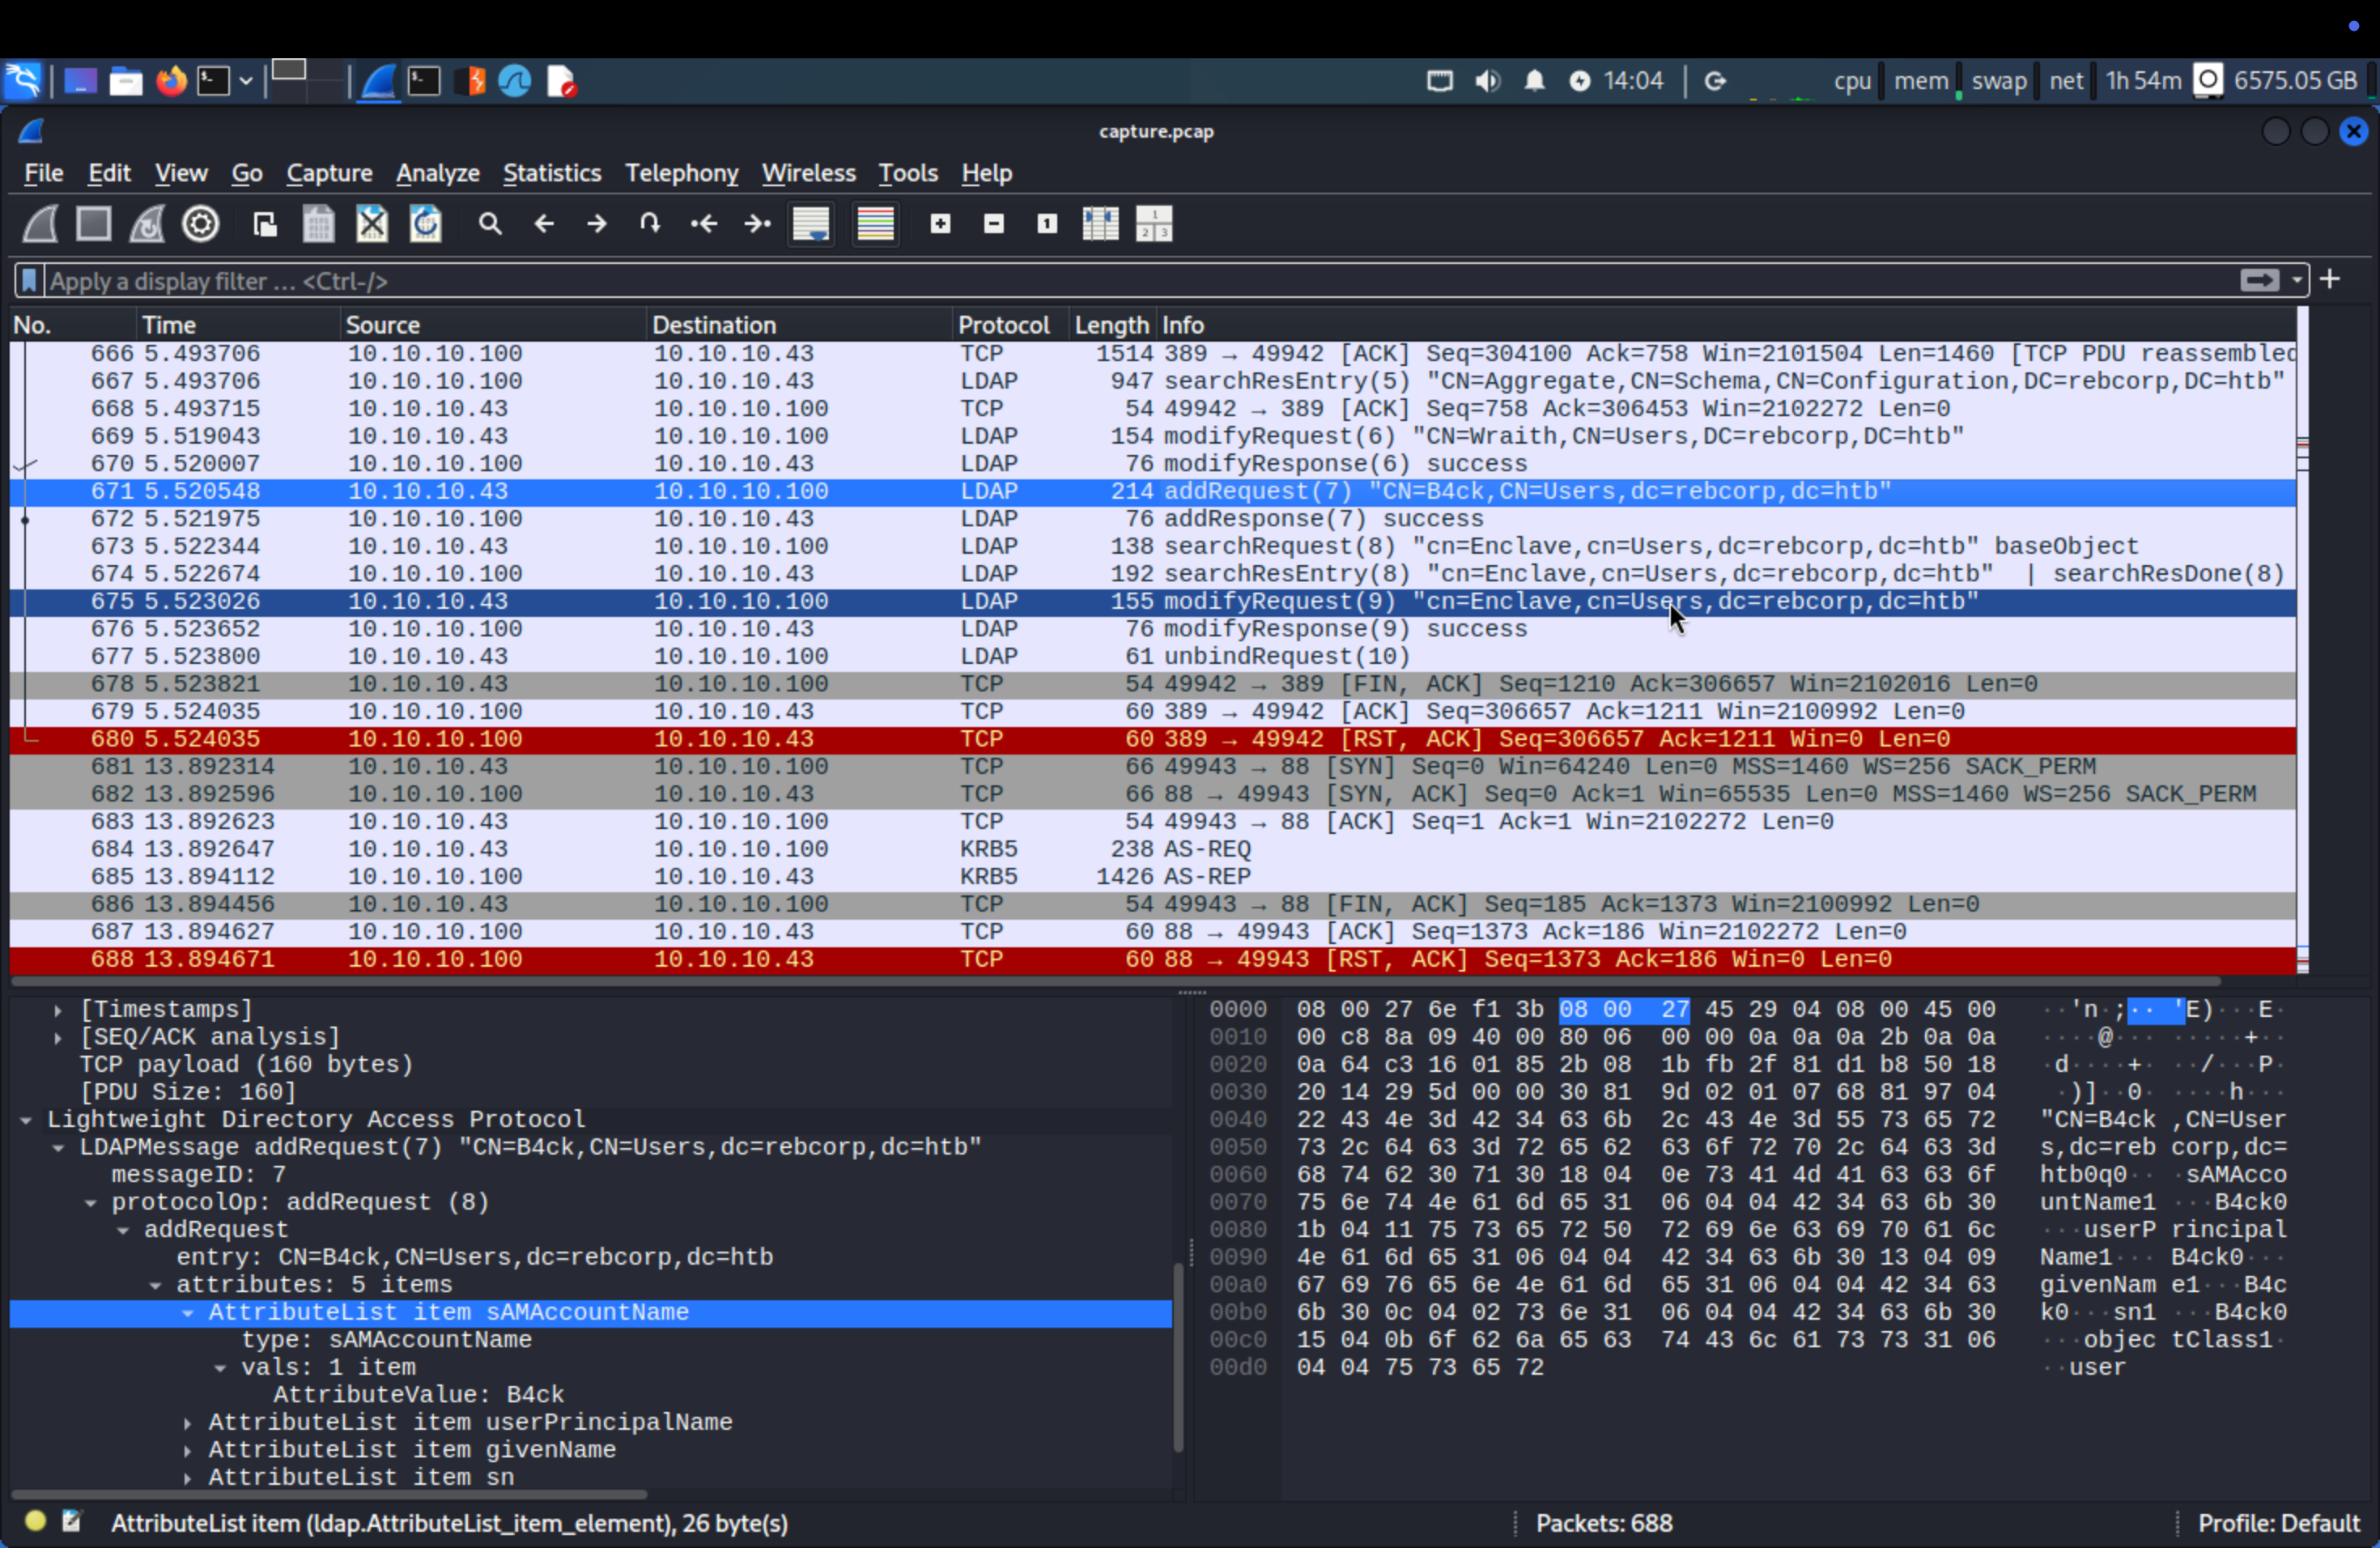 14:04 cpu mem swap net 1h 54m 6575.05 GB
capture.pcap
File Edit View Go Capture Analyze Statistics Telephony Wireless Tools Help
Apply a display filter … <Ctrl-/>
No. Time Source Destination Protocol Length Info
666 5.493706 10.10.10.100 10.10.10.43 TCP 1514 389 → 49942 [ACK] Seq=304100 Ack=758 Win=2101504 Len=1460 [TCP PDU reassembled
667 5.493706 10.10.10.100 10.10.10.43 LDAP 947 searchResEntry(5) "CN=Aggregate,CN=Schema,CN=Configuration,DC=rebcorp,DC=htb"
668 5.493715 10.10.10.43 10.10.10.100 TCP 54 49942 → 389 [ACK] Seq=758 Ack=306453 Win=2102272 Len=0
669 5.519043 10.10.10.43 10.10.10.100 LDAP 154 modifyRequest(6) "CN=Wraith,CN=Users,DC=rebcorp,DC=htb"
670 5.520007 10.10.10.100 10.10.10.43 LDAP 76 modifyResponse(6) success
671 5.520548 10.10.10.43 10.10.10.100 LDAP 214 addRequest(7) "CN=B4ck,CN=Users,dc=rebcorp,dc=htb"
672 5.521975 10.10.10.100 10.10.10.43 LDAP 76 addResponse(7) success
673 5.522344 10.10.10.43 10.10.10.100 LDAP 138 searchRequest(8) "cn=Enclave,cn=Users,dc=rebcorp,dc=htb" baseObject
674 5.522674 10.10.10.100 10.10.10.43 LDAP 192 searchResEntry(8) "cn=Enclave,cn=Users,dc=rebcorp,dc=htb" | searchResDone(8)
675 5.523026 10.10.10.43 10.10.10.100 LDAP 155 modifyRequest(9) "cn=Enclave,cn=Users,dc=rebcorp,dc=htb"
676 5.523652 10.10.10.100 10.10.10.43 LDAP 76 modifyResponse(9) success
677 5.523800 10.10.10.43 10.10.10.100 LDAP 61 unbindRequest(10)
678 5.523821 10.10.10.43 10.10.10.100 TCP 54 49942 → 389 [FIN, ACK] Seq=1210 Ack=306657 Win=2102016 Len=0
679 5.524035 10.10.10.100 10.10.10.43 TCP 60 389 → 49942 [ACK] Seq=306657 Ack=1211 Win=2100992 Len=0
680 5.524035 10.10.10.100 10.10.10.43 TCP 60 389 → 49942 [RST, ACK] Seq=306657 Ack=1211 Win=0 Len=0
681 13.892314 10.10.10.43 10.10.10.100 TCP 66 49943 → 88 [SYN] Seq=0 Win=64240 Len=0 MSS=1460 WS=256 SACK_PERM
682 13.892596 10.10.10.100 10.10.10.43 TCP 66 88 → 49943 [SYN, ACK] Seq=0 Ack=1 Win=65535 Len=0 MSS=1460 WS=256 SACK_PERM
683 13.892623 10.10.10.43 10.10.10.100 TCP 54 49943 → 88 [ACK] Seq=1 Ack=1 Win=2102272 Len=0
684 13.892647 10.10.10.43 10.10.10.100 KRB5 238 AS-REQ
685 13.894112 10.10.10.100 10.10.10.43 KRB5 1426 AS-REP
686 13.894456 10.10.10.43 10.10.10.100 TCP 54 49943 → 88 [FIN, ACK] Seq=185 Ack=1373 Win=2100992 Len=0
687 13.894627 10.10.10.100 10.10.10.43 TCP 60 88 → 49943 [ACK] Seq=1373 Ack=186 Win=2102272 Len=0
688 13.894671 10.10.10.100 10.10.10.43 TCP 60 88 → 49943 [RST, ACK] Seq=1373 Ack=186 Win=0 Len=0
[Timestamps]
[SEQ/ACK analysis]
TCP payload (160 bytes)
[PDU Size: 160]
Lightweight Directory Access Protocol
LDAPMessage addRequest(7) "CN=B4ck,CN=Users,dc=rebcorp,dc=htb"
messageID: 7
protocolOp: addRequest (8)
addRequest
entry: CN=B4ck,CN=Users,dc=rebcorp,dc=htb
attributes: 5 items
AttributeList item sAMAccountName
type: sAMAccountName
vals: 1 item
AttributeValue: B4ck
AttributeList item userPrincipalName
AttributeList item givenName
AttributeList item sn
0000 08 00 27 6e f1 3b 08 00 27 45 29 04 08 00 45 00 ··'n·;·· 'E)···E·
0010 00 c8 8a 09 40 00 80 06 00 00 0a 0a 0a 2b 0a 0a ····@··· ·····+··
0020 0a 64 c3 16 01 85 2b 08 1b fb 2f 81 d1 b8 50 18 ·d····+· ··/···P·
0030 20 14 29 5d 00 00 30 81 9d 02 01 07 68 81 97 04 ·)]··0· ····h···
0040 22 43 4e 3d 42 34 63 6b 2c 43 4e 3d 55 73 65 72 "CN=B4ck ,CN=User
0050 73 2c 64 63 3d 72 65 62 63 6f 72 70 2c 64 63 3d s,dc=reb corp,dc=
0060 68 74 62 30 71 30 18 04 0e 73 41 4d 41 63 63 6f htb0q0·· ·sAMAcco
0070 75 6e 74 4e 61 6d 65 31 06 04 04 42 34 63 6b 30 untName1 ···B4ck0
0080 1b 04 11 75 73 65 72 50 72 69 6e 63 69 70 61 6c ···userP rincipal
0090 4e 61 6d 65 31 06 04 04 42 34 63 6b 30 13 04 09 Name1··· B4ck0···
00a0 67 69 76 65 6e 4e 61 6d 65 31 06 04 04 42 34 63 givenNam e1···B4c
00b0 6b 30 0c 04 02 73 6e 31 06 04 04 42 34 63 6b 30 k0···sn1 ···B4ck0
00c0 15 04 0b 6f 62 6a 65 63 74 43 6c 61 73 73 31 06 ···objec tClass1·
00d0 04 04 75 73 65 72 ··user
AttributeList item (ldap.AttributeList_item_element), 26 byte(s) Packets: 688 Profile: Default